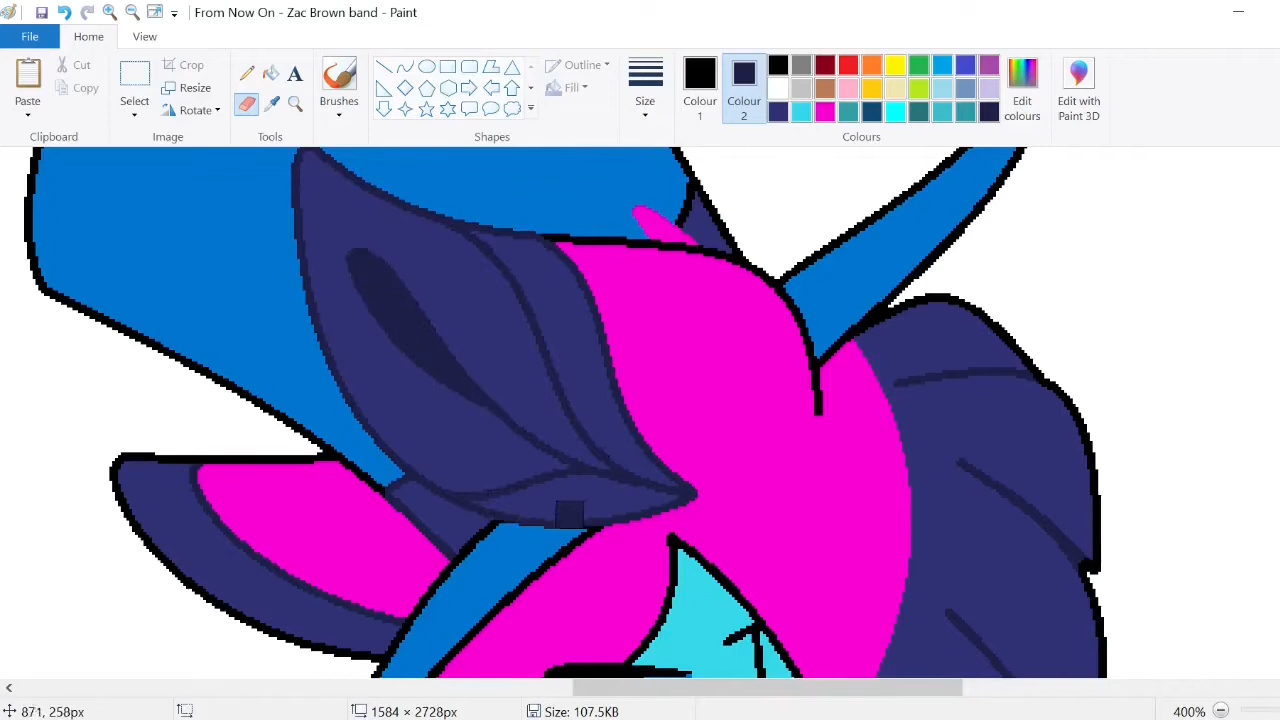 From Now On - Zac Brown band - Paint
File
Home
View
Paste
Cut
Copy
Clipboard
Select
Crop
Resize
Rotate
Image
A
Tools
Brushes
Outline
Fill
Shapes
Size
Colour 1
Colour 2
Edit colours
Edit with Paint 3D
Colours
871, 258px
1584 × 2728px
Size: 107.5KB
400%